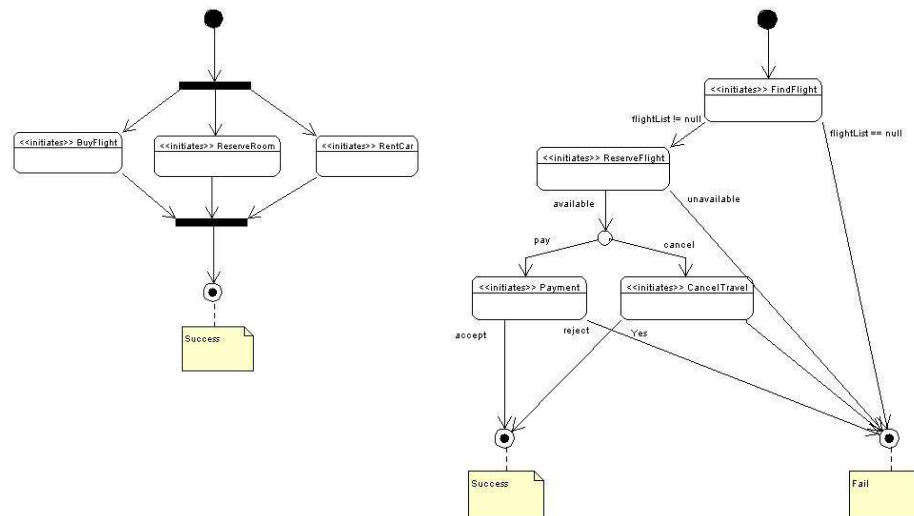 <<initiates>> FindFlight
flightList != null
flightList == null
<<initiates>> BuyFlight
<<initiates>> ReserveRoom
<<initiates>> RentCar
<<initiates>> ReserveFlight
available
unavailable
pay
cancel
<<initiates>> Payment
<<initiates>> CancelTravel
Success
accept
reject
Yes
Success
Fail